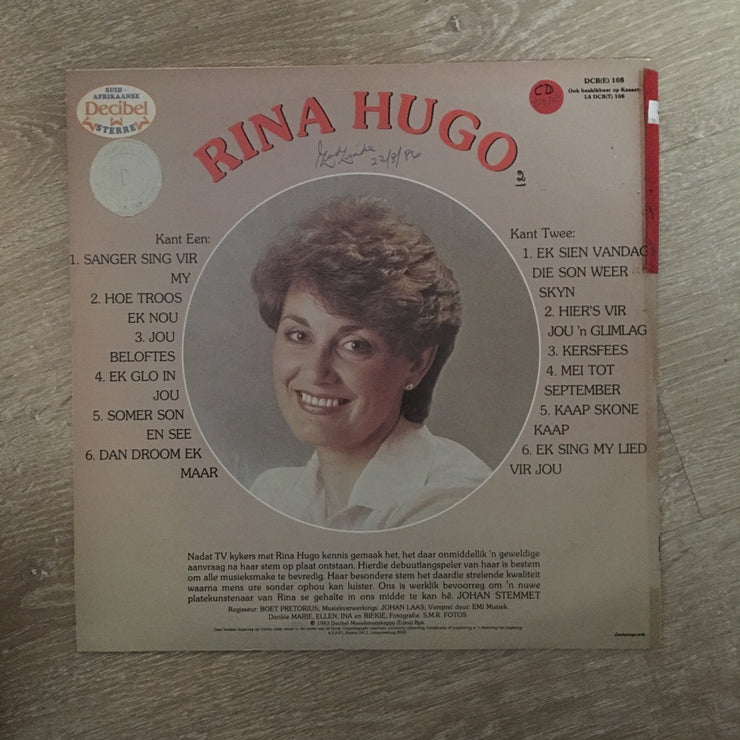 SUID-
AFRIKAANSE
Decibel
STERRE
CD
DCB(E) 108
Ook beskikbaar op Kasset
L4 DCB(T) 108
RINA HUGO
22/8/86
2
Kant Een:
1. SANGER SING VIR
MY
2. HOE TROOS
EK NOU
3. JOU
BELOFTES
4. EK GLO IN
JOU
5. SOMER SON
EN SEE
6. DAN DROOM EK
MAAR
Kant Twee:
1. EK SIEN VANDAG
DIE SON WEER
SKYN
2. HIER'S VIR
JOU 'n GLIMLAG
3. KERSFEES
4. MEI TOT
SEPTEMBER
5. KAAP SKONE
KAAP
6. EK SING MY LIED
VIR JOU
Nadat TV kykers met Rina Hugo kennis gemaak het, het daar onmiddellik 'n geweldige
aanvraag na haar stem op plaat ontstaan. Hierdie debuutlangspeler van haar is bestem
om alle musieksmake te bevredig. Haar besondere stem het daardie strelende kwaliteit
waarna mens ure sonder ophou kan luister. Ons is werklik bevoorreg om 'n nuwe
platekunstenaar van Rina se gehalte in ons midde te kan hê. JOHAN STEMMET
Regisseur: BOET PRETORIUS; Musiekverwerkings: JOHAN LAAS; Versprei deur: EMI Musiek
Dankie MARIE, ELLEN, INA en RIEKIE; Fotografie: S.M.R. FOTOS.
℗ 1983 Decibel Musiekmaatskappy (Edms) Bpk.